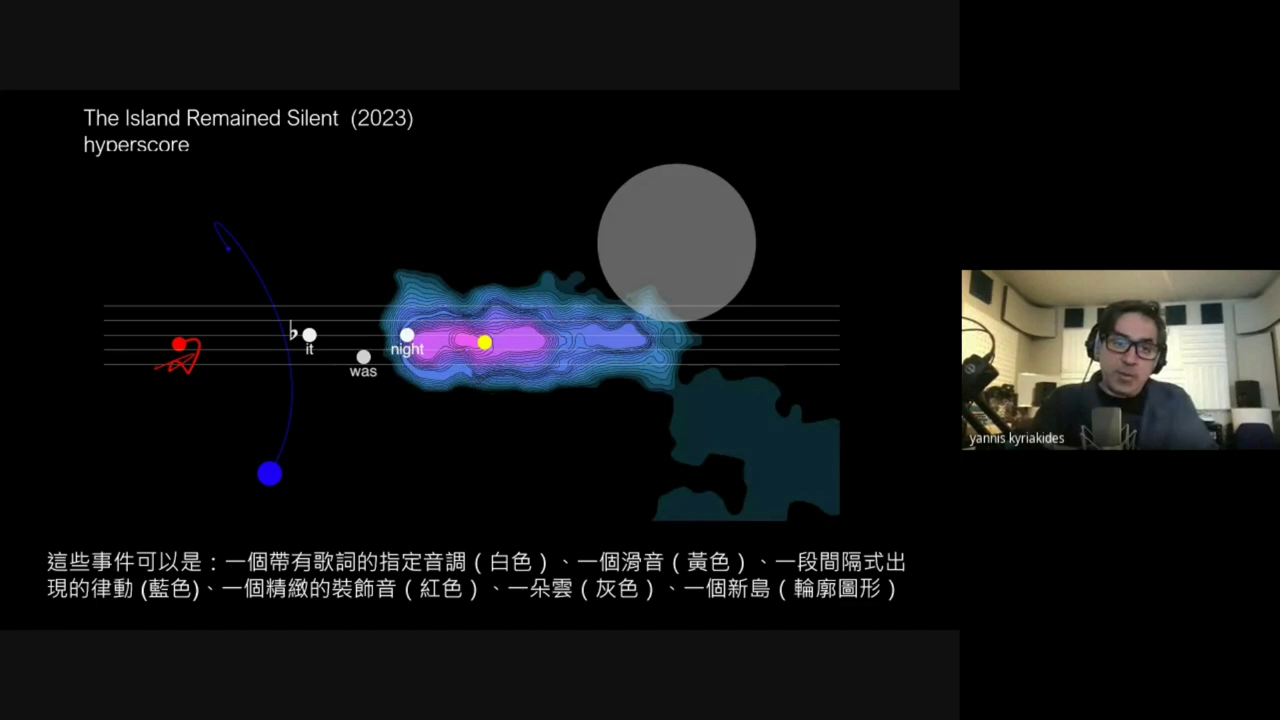 The Island Remained Silent (2023)
hyperscore
♭
it
was
night
這些事件可以是：一個帶有歌詞的指定音調（白色）、一個滑音（黃色）、一段間隔式出
現的律動 (藍色)、一個精緻的裝飾音（紅色）、一朵雲（灰色）、一個新島（輪廓圖形）
yannis kyriakides